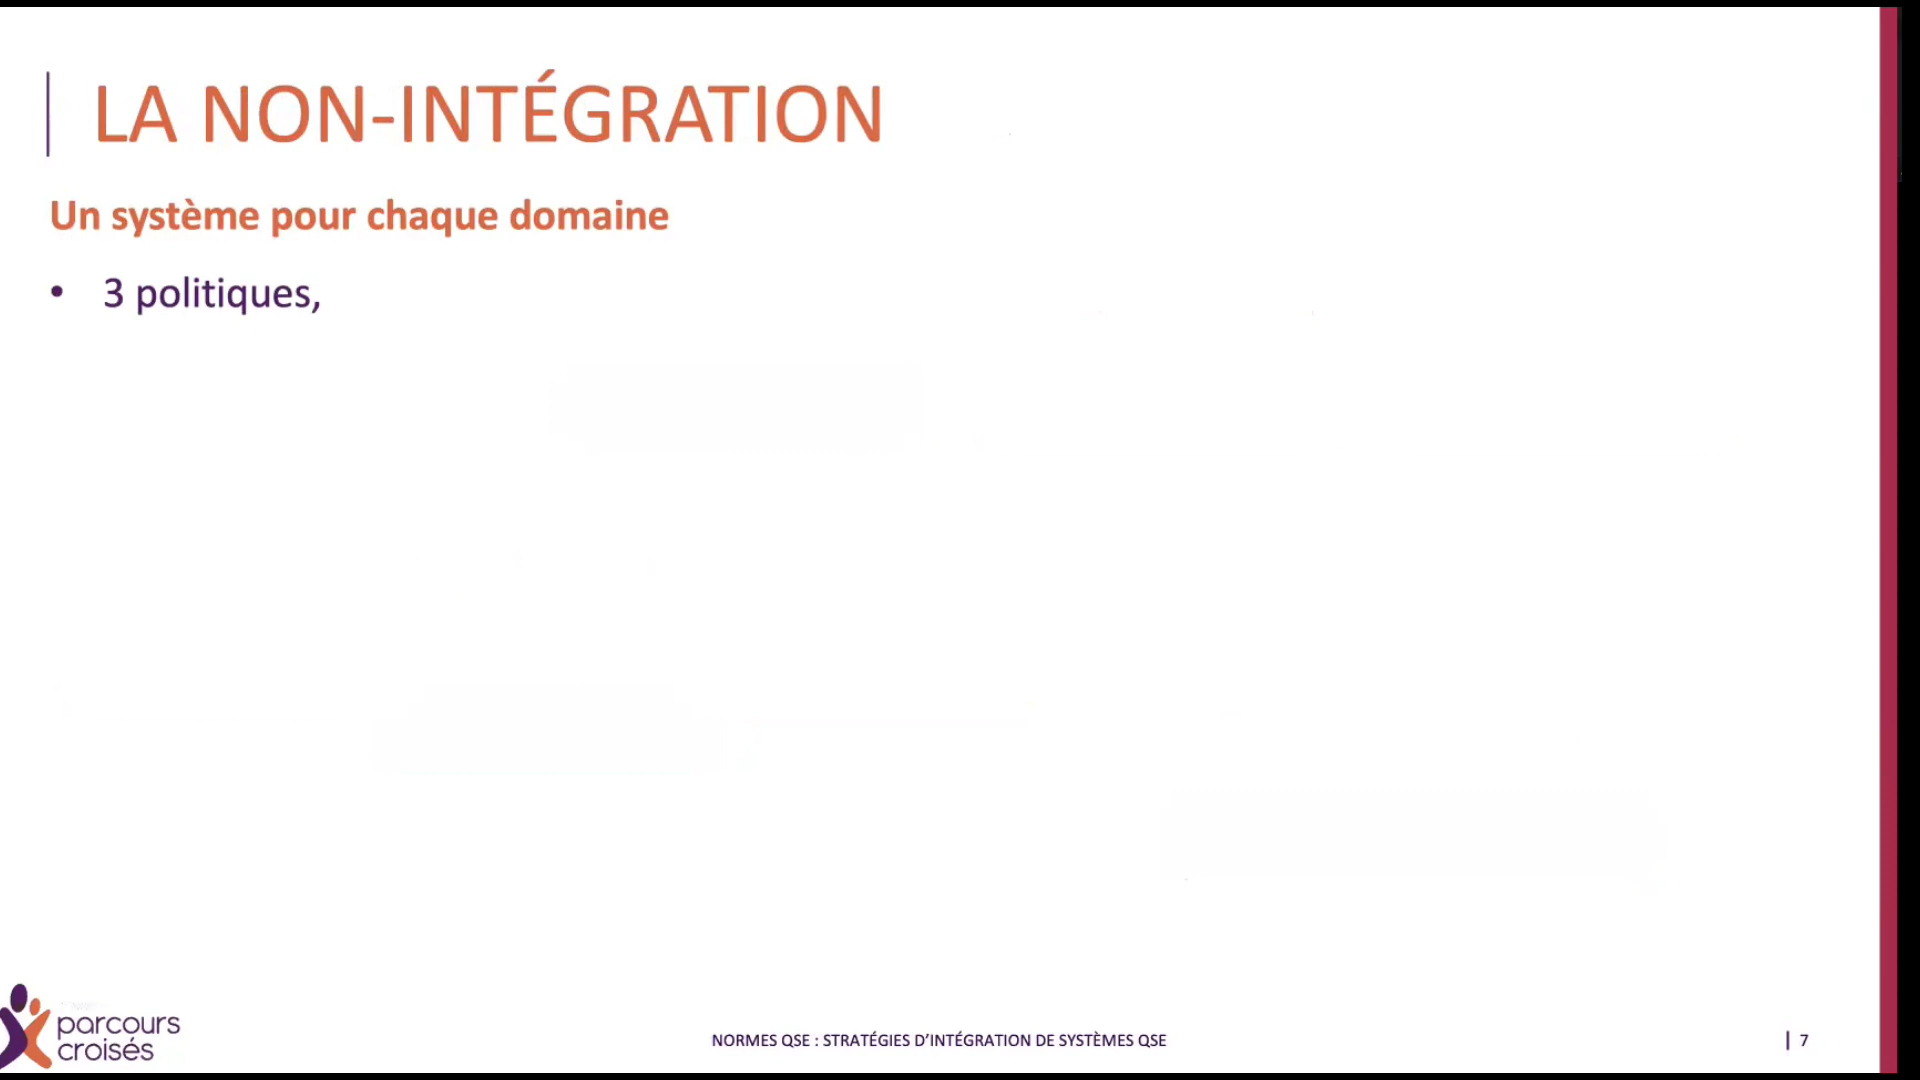 LA NON-INTÉGRATION
Un système pour chaque domaine
• 3 politiques,
parcours
croisés
NORMES QSE : STRATÉGIES D’INTÉGRATION DE SYSTÈMES QSE
| 7